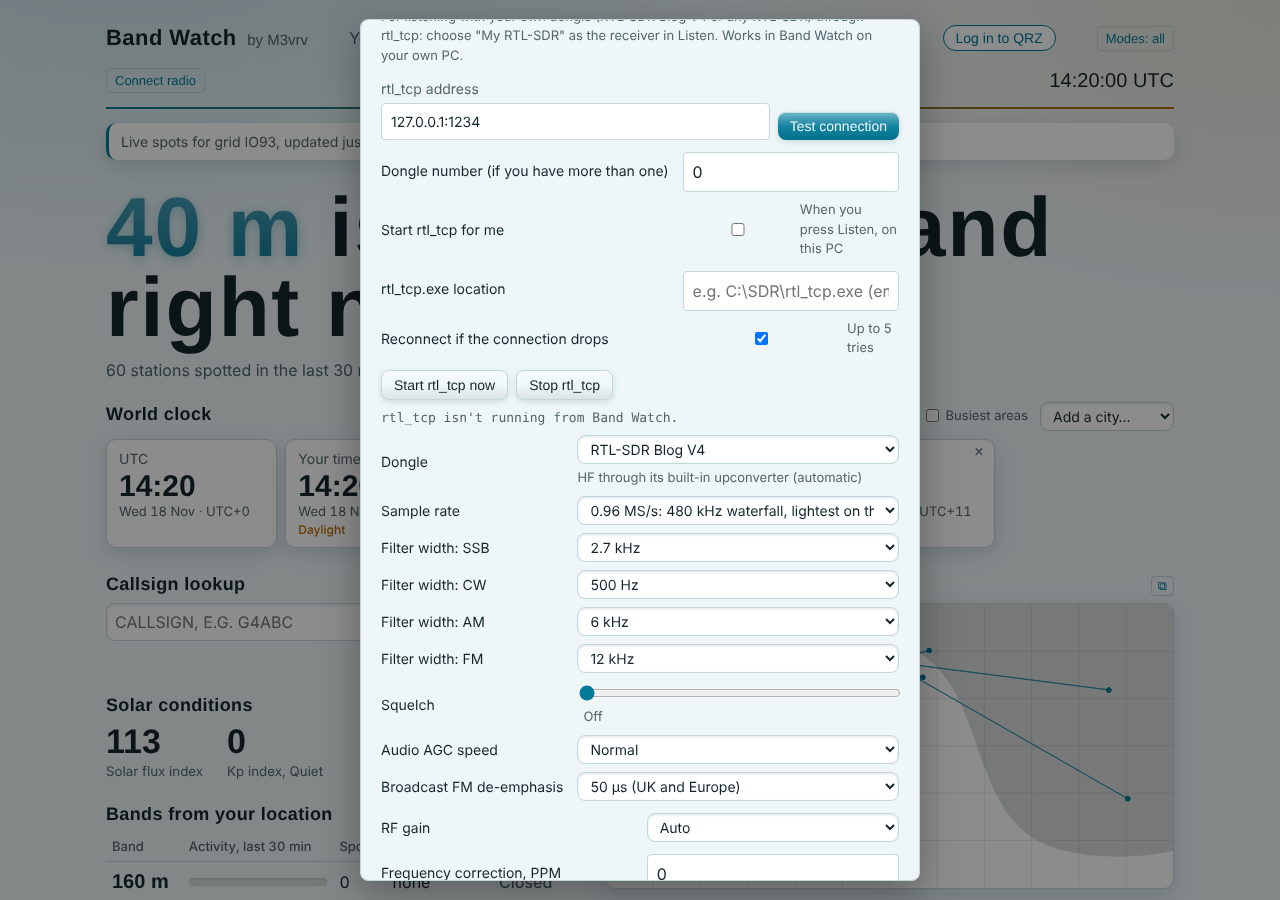 Band Watch by M3vrv
Log in to QRZ
Modes: all
Connect radio
14:20:00 UTC
Live spots for grid IO93, updated jus
40 m is
and
right n
60 stations spotted in the last 30 m
World clock
Busiest areas
Add a city...
UTC
14:20
Wed 18 Nov · UTC+0
Your time
14:2
Wed 18 N
Daylight
×
UTC+11
Callsign lookup
CALLSIGN, E.G. G4ABC
Solar conditions
113
Solar flux index
0
Kp index, Quiet
Bands from your location
Band
Activity, last 30 min
Spo
160 m
0
none
Closed
rtl_tcp: choose "My RTL-SDR" as the receiver in Listen. Works in Band Watch on
your own PC.
rtl_tcp address
127.0.0.1:1234
Test connection
Dongle number (if you have more than one)
0
Start rtl_tcp for me
When you
press Listen, on
this PC
rtl_tcp.exe location
e.g. C:\SDR\rtl_tcp.exe (en
Reconnect if the connection drops
Up to 5
tries
Start rtl_tcp now
Stop rtl_tcp
rtl_tcp isn't running from Band Watch.
Dongle
RTL-SDR Blog V4
HF through its built-in upconverter (automatic)
Sample rate
0.96 MS/s: 480 kHz waterfall, lightest on th
Filter width: SSB
2.7 kHz
Filter width: CW
500 Hz
Filter width: AM
6 kHz
Filter width: FM
12 kHz
Squelch
Off
Audio AGC speed
Normal
Broadcast FM de-emphasis
50 µs (UK and Europe)
RF gain
Auto
Frequency correction, PPM
0